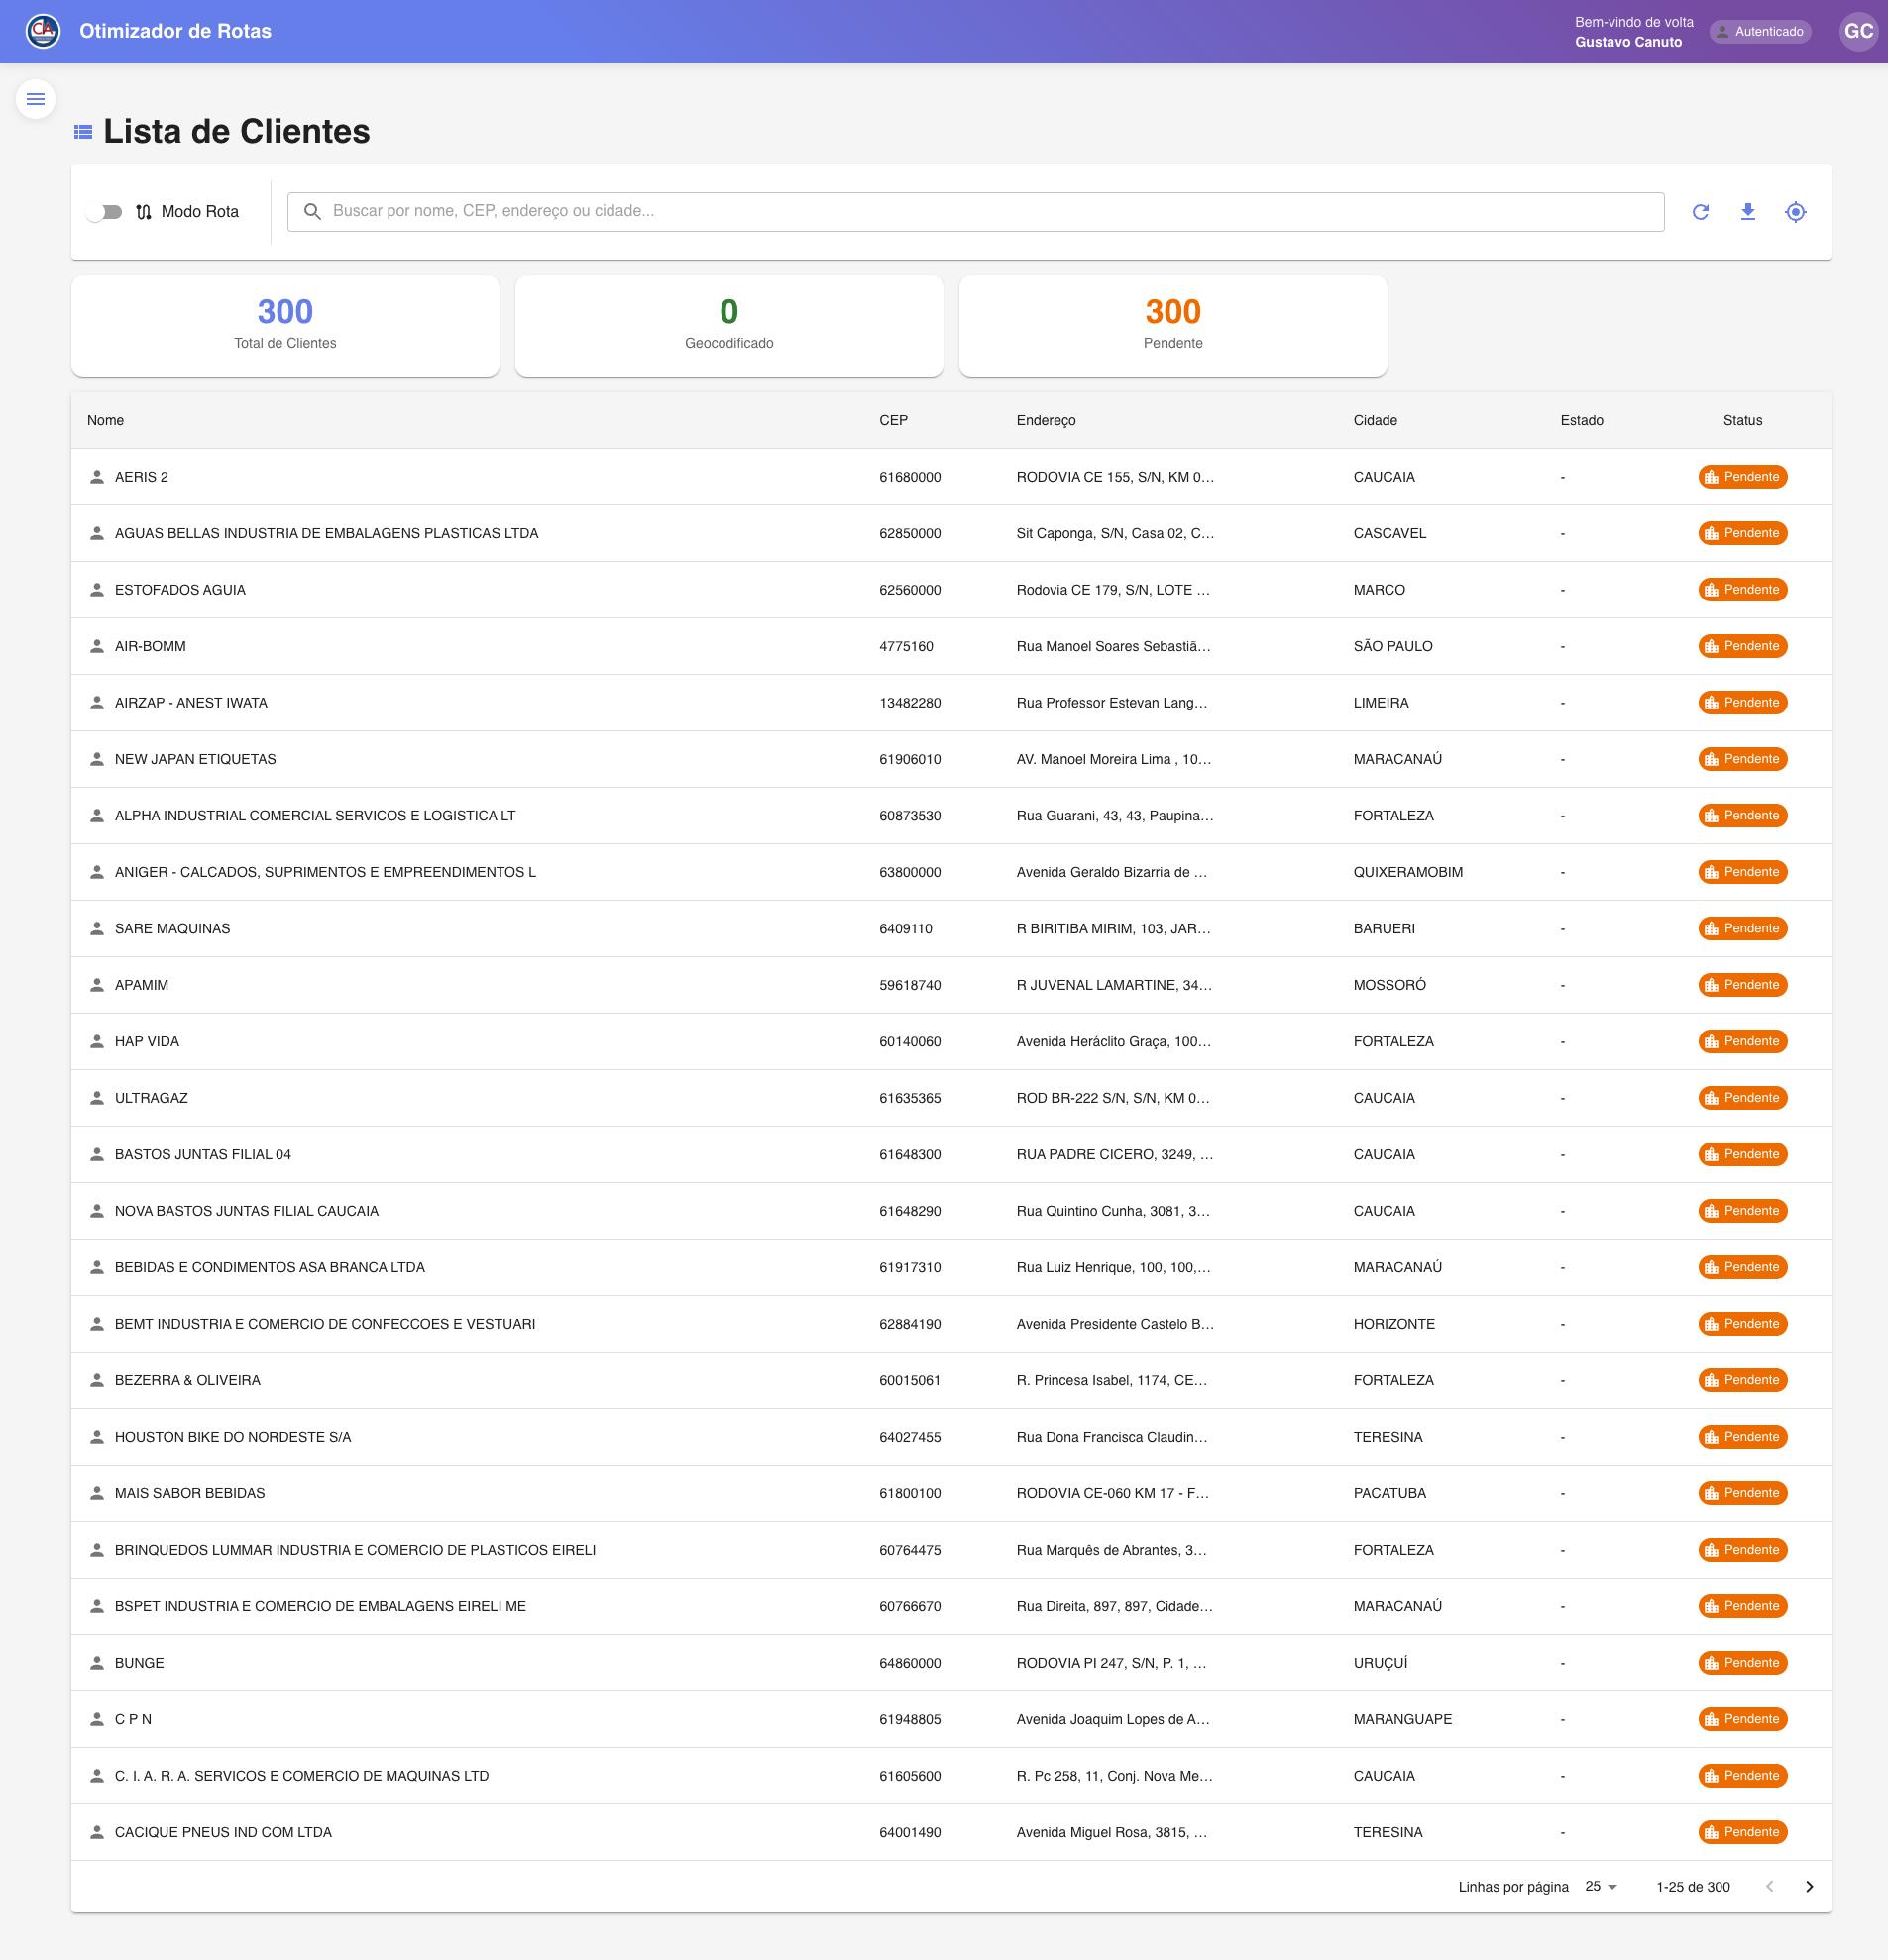 CA Otimizador de Rotas
Bem-vindo de volta
Gustavo Canuto
Autenticado
GC
Lista de Clientes
Modo Rota
Buscar por nome, CEP, endereço ou cidade...
300
Total de Clientes
0
Geocodificado
300
Pendente
Nome CEP Endereço Cidade Estado Status
AERIS 2 61680000 RODOVIA CE 155, S/N, KM 0... CAUCAIA - Pendente
AGUAS BELLAS INDUSTRIA DE EMBALAGENS PLASTICAS LTDA 62850000 Sit Caponga, S/N, Casa 02, C... CASCAVEL - Pendente
ESTOFADOS AGUIA 62560000 Rodovia CE 179, S/N, LOTE ... MARCO - Pendente
AIR-BOMM 4775160 Rua Manoel Soares Sebastiã... SÃO PAULO - Pendente
AIRZAP - ANEST IWATA 13482280 Rua Professor Estevan Lang... LIMEIRA - Pendente
NEW JAPAN ETIQUETAS 61906010 AV. Manoel Moreira Lima , 10... MARACANAÚ - Pendente
ALPHA INDUSTRIAL COMERCIAL SERVICOS E LOGISTICA LT 60873530 Rua Guarani, 43, 43, Paupina... FORTALEZA - Pendente
ANIGER - CALCADOS, SUPRIMENTOS E EMPREENDIMENTOS L 63800000 Avenida Geraldo Bizarria de ... QUIXERAMOBIM - Pendente
SARE MAQUINAS 6409110 R BIRITIBA MIRIM, 103, JAR... BARUERI - Pendente
APAMIM 59618740 R JUVENAL LAMARTINE, 34... MOSSORÓ - Pendente
HAP VIDA 60140060 Avenida Heráclito Graça, 100... FORTALEZA - Pendente
ULTRAGAZ 61635365 ROD BR-222 S/N, S/N, KM 0... CAUCAIA - Pendente
BASTOS JUNTAS FILIAL 04 61648300 RUA PADRE CICERO, 3249, ... CAUCAIA - Pendente
NOVA BASTOS JUNTAS FILIAL CAUCAIA 61648290 Rua Quintino Cunha, 3081, 3... CAUCAIA - Pendente
BEBIDAS E CONDIMENTOS ASA BRANCA LTDA 61917310 Rua Luiz Henrique, 100, 100,... MARACANAÚ - Pendente
BEMT INDUSTRIA E COMERCIO DE CONFECCOES E VESTUARI 62884190 Avenida Presidente Castelo B... HORIZONTE - Pendente
BEZERRA & OLIVEIRA 60015061 R. Princesa Isabel, 1174, CE... FORTALEZA - Pendente
HOUSTON BIKE DO NORDESTE S/A 64027455 Rua Dona Francisca Claudin... TERESINA - Pendente
MAIS SABOR BEBIDAS 61800100 RODOVIA CE-060 KM 17 - F... PACATUBA - Pendente
BRINQUEDOS LUMMAR INDUSTRIA E COMERCIO DE PLASTICOS EIRELI 60764475 Rua Marquês de Abrantes, 3... FORTALEZA - Pendente
BSPET INDUSTRIA E COMERCIO DE EMBALAGENS EIRELI ME 60766670 Rua Direita, 897, 897, Cidade... MARACANAÚ - Pendente
BUNGE 64860000 RODOVIA PI 247, S/N, P. 1, ... URUÇUÍ - Pendente
C P N 61948805 Avenida Joaquim Lopes de A... MARANGUAPE - Pendente
C. I. A. R. A. SERVICOS E COMERCIO DE MAQUINAS LTD 61605600 R. Pc 258, 11, Conj. Nova Me... CAUCAIA - Pendente
CACIQUE PNEUS IND COM LTDA 64001490 Avenida Miguel Rosa, 3815, ... TERESINA - Pendente
Linhas por página 25 1-25 de 300